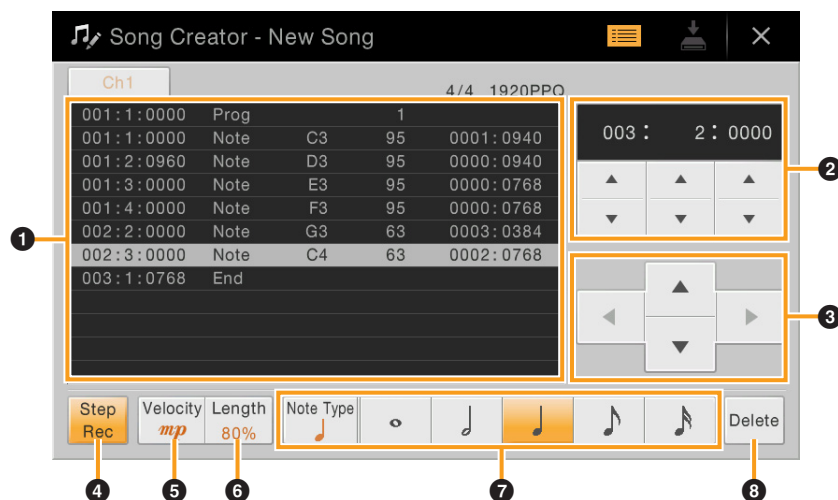 Song Creator - New Song
Ch1 4/4 1920PPQ
001:1:0000 Prog 1
001:1:0000 Note C3 95 0001:0940
001:2:0960 Note D3 95 0000:0940
001:3:0000 Note E3 95 0000:0768
001:4:0000 Note F3 95 0000:0768
002:2:0000 Note G3 63 0003:0384
002:3:0000 Note C4 63 0002:0768
003:1:0768 End
003: 2:0000
1
2
3
Step Rec
Velocity mp
Length 80%
Note Type
Delete
4
5
6
7
8